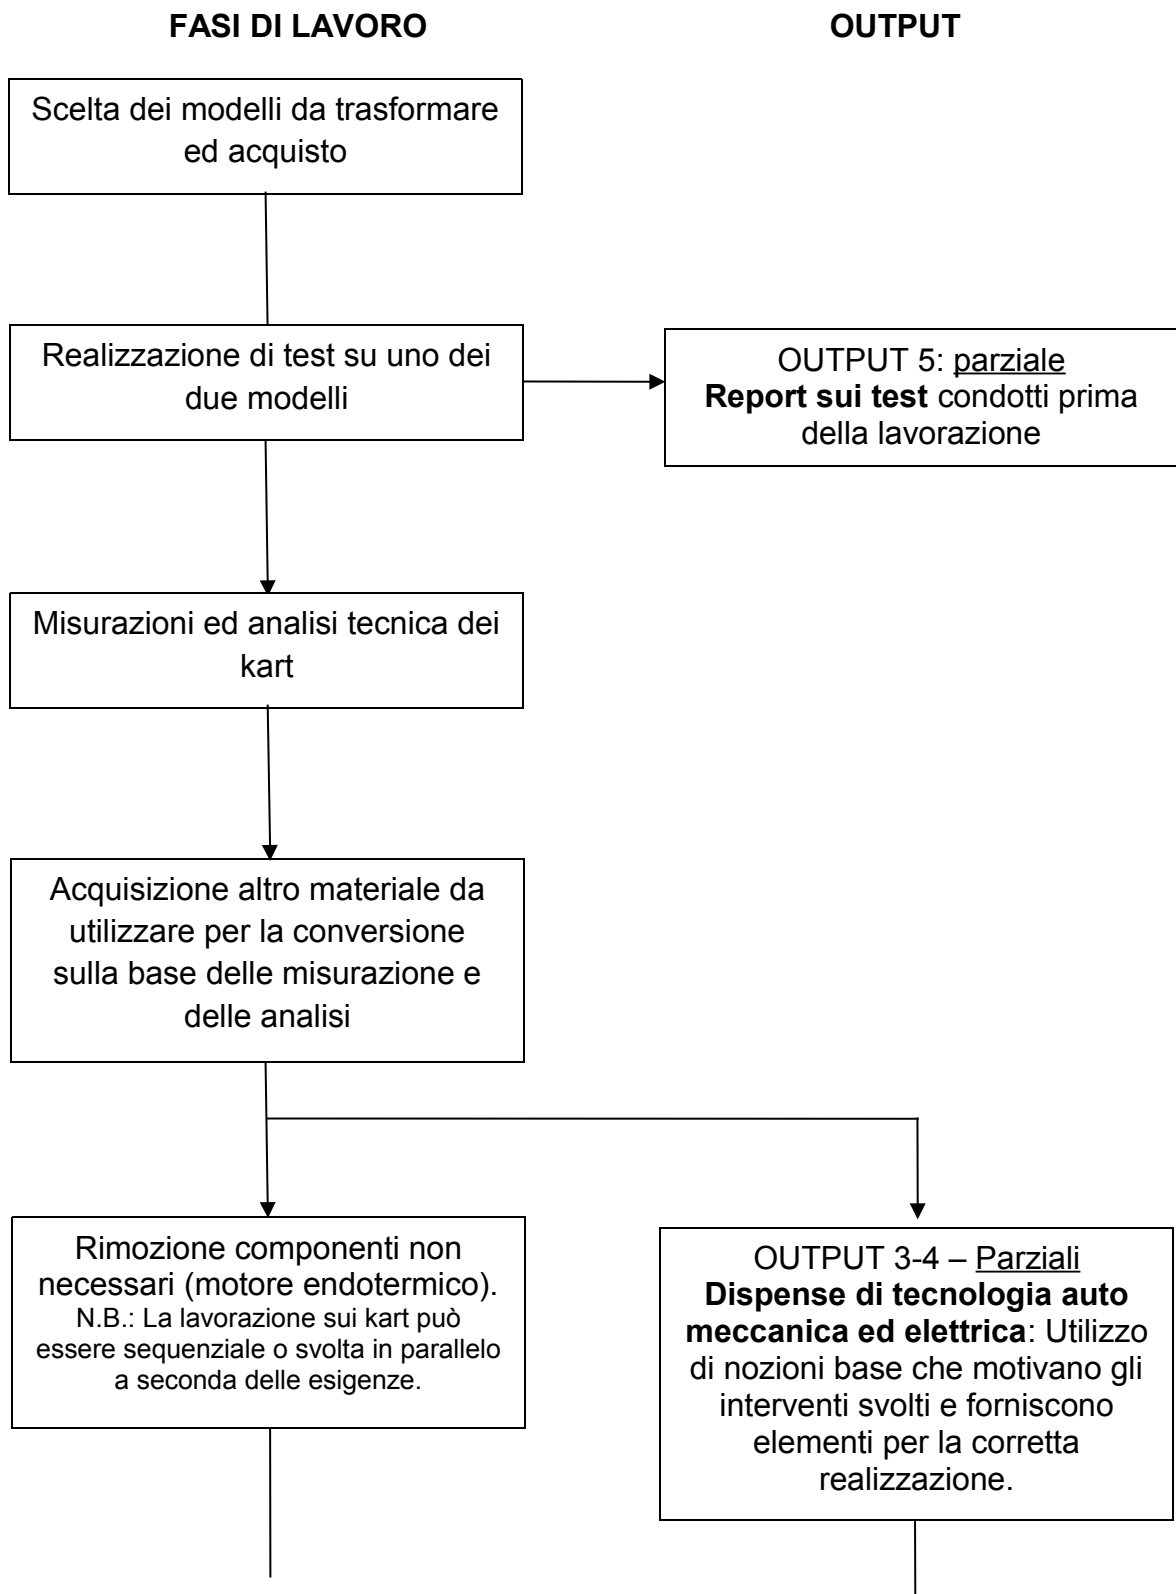 FASI DI LAVORO
OUTPUT
Scelta dei modelli da trasformare
ed acquisto
Realizzazione di test su uno dei
due modelli
OUTPUT 5: parziale
Report sui test condotti prima
della lavorazione
Misurazioni ed analisi tecnica dei
kart
Acquisizione altro materiale da
utilizzare per la conversione
sulla base delle misurazione e
delle analisi
Rimozione componenti non
necessari (motore endotermico).
N.B.: La lavorazione sui kart può
essere sequenziale o svolta in parallelo
a seconda delle esigenze.
OUTPUT 3-4 – Parziali
Dispense di tecnologia auto
meccanica ed elettrica: Utilizzo
di nozioni base che motivano gli
interventi svolti e forniscono
elementi per la corretta
realizzazione.